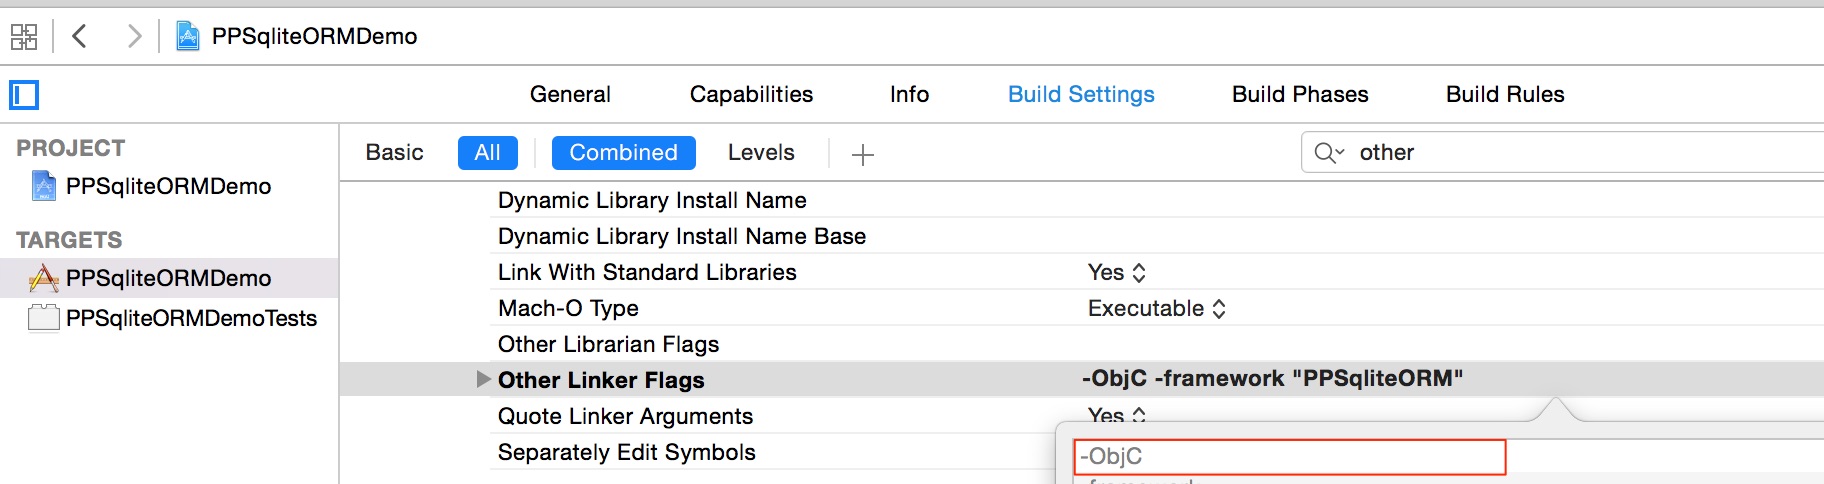 PPSqliteORMDemo
General Capabilities Info Build Settings Build Phases Build Rules
PROJECT
PPSqliteORMDemo
TARGETS
PPSqliteORMDemo
PPSqliteORMDemoTests
Basic All Combined Levels + other
Dynamic Library Install Name
Dynamic Library Install Name Base
Link With Standard Libraries Yes
Mach-O Type Executable
Other Librarian Flags
Other Linker Flags -ObjC -framework "PPSqliteORM"
Quote Linker Arguments Yes
Separately Edit Symbols
-ObjC